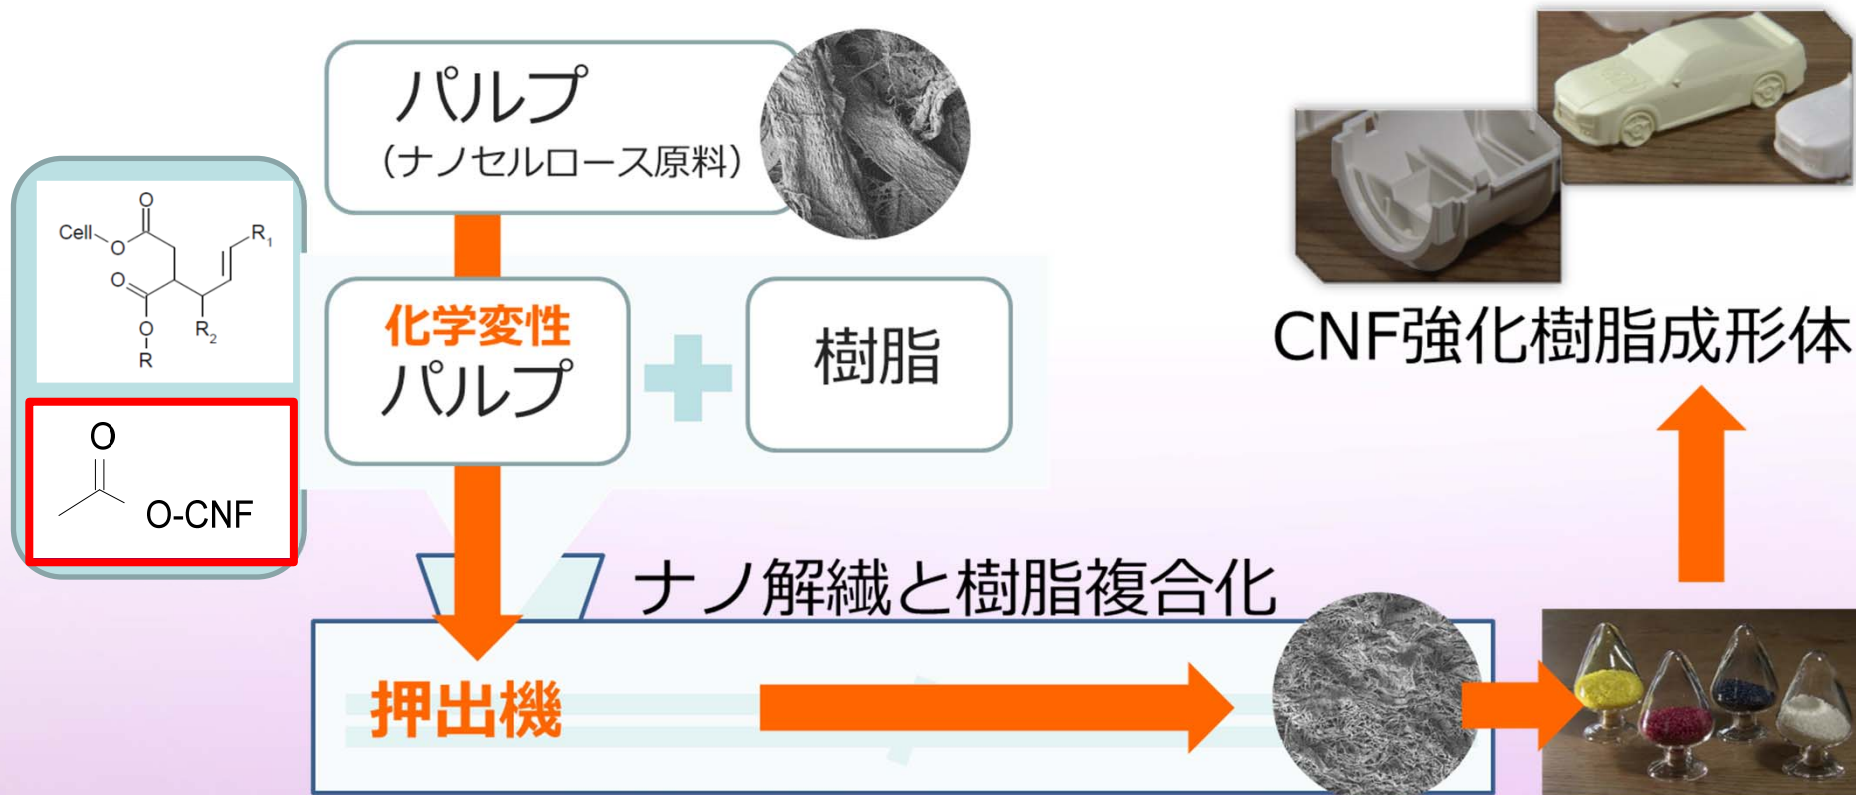 パルプ
（ナノセルロース原料）
O
Cell
O
R1
O
O
R2
R
化学変性
パルプ
樹脂
CNF強化樹脂成形体
O
O-CNF
ナノ解繊と樹脂複合化
押出機